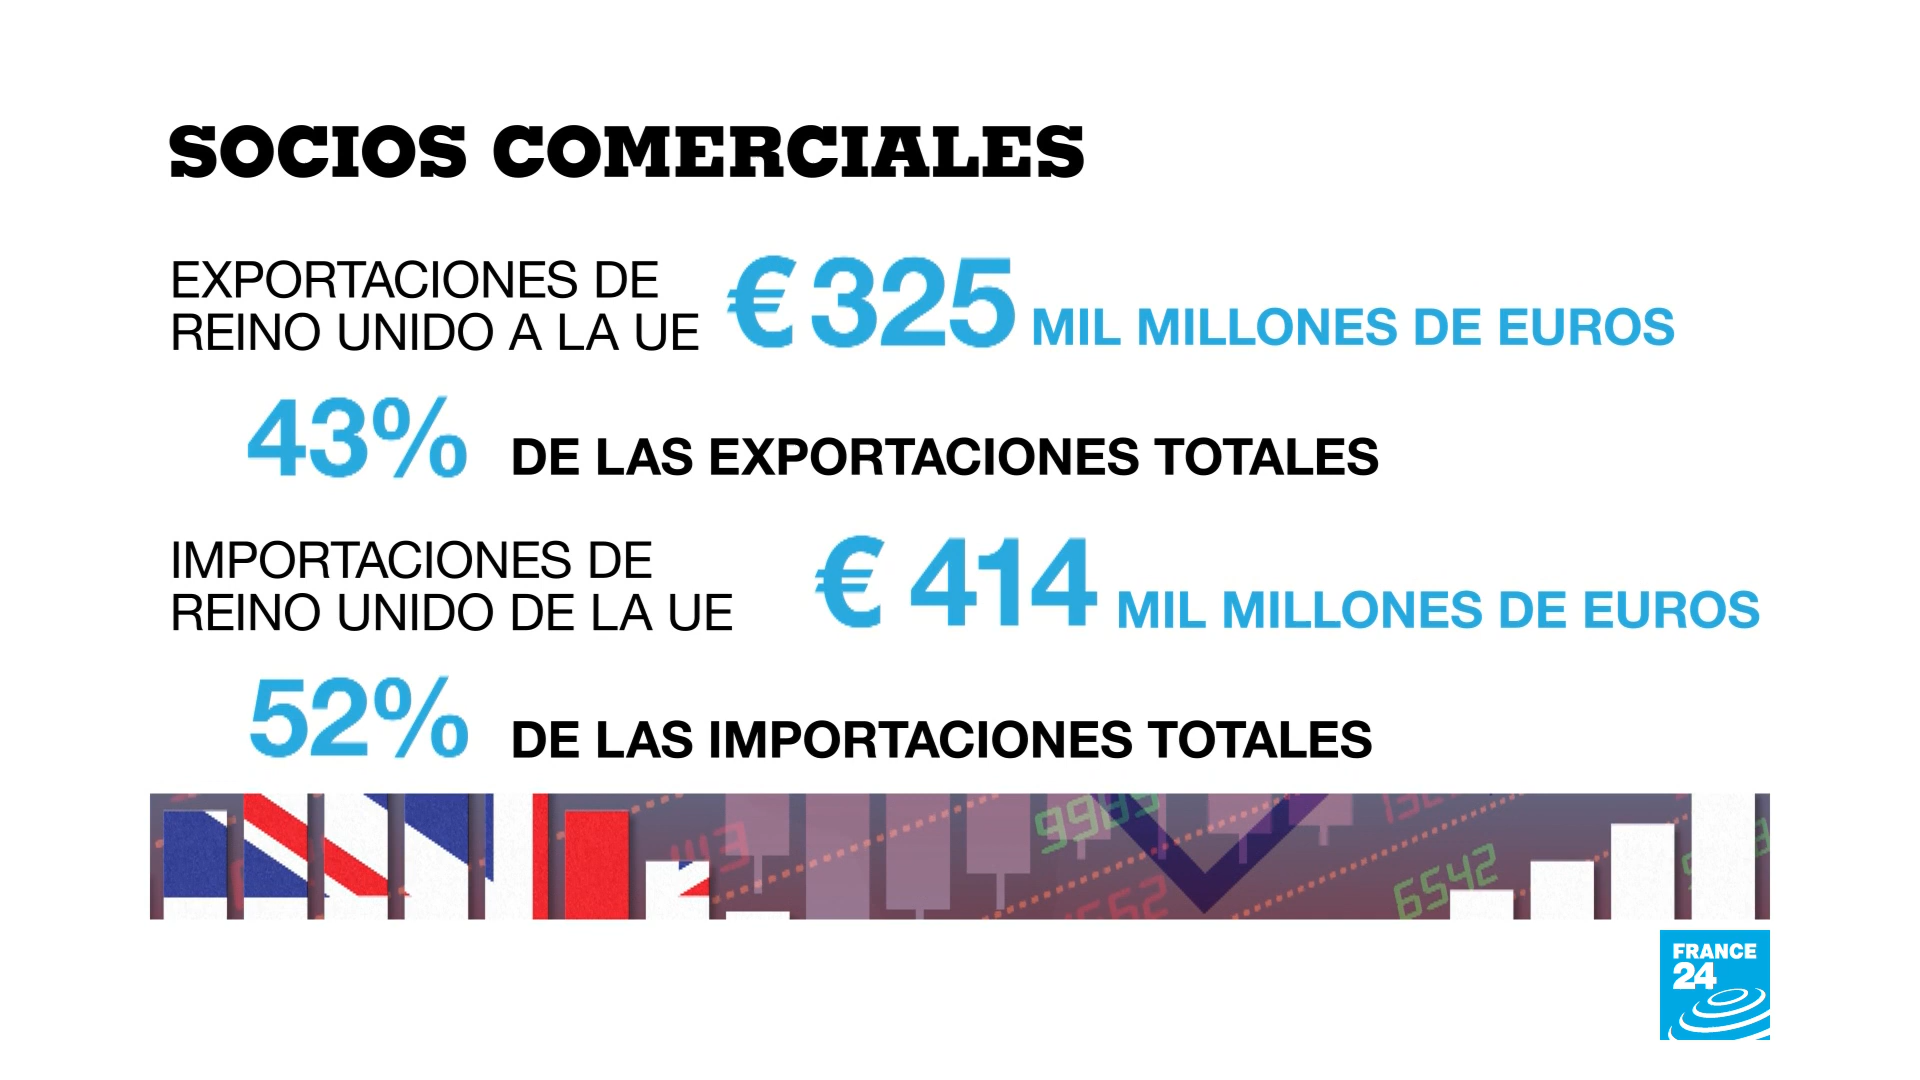 SOCIOS COMERCIALES
EXPORTACIONES DE
REINO UNIDO A LA UE
€325 MIL MILLONES DE EUROS
43% DE LAS EXPORTACIONES TOTALES
IMPORTACIONES DE
REINO UNIDO DE LA UE
€ 414 MIL MILLONES DE EUROS
52% DE LAS IMPORTACIONES TOTALES
6542
FRANCE
24